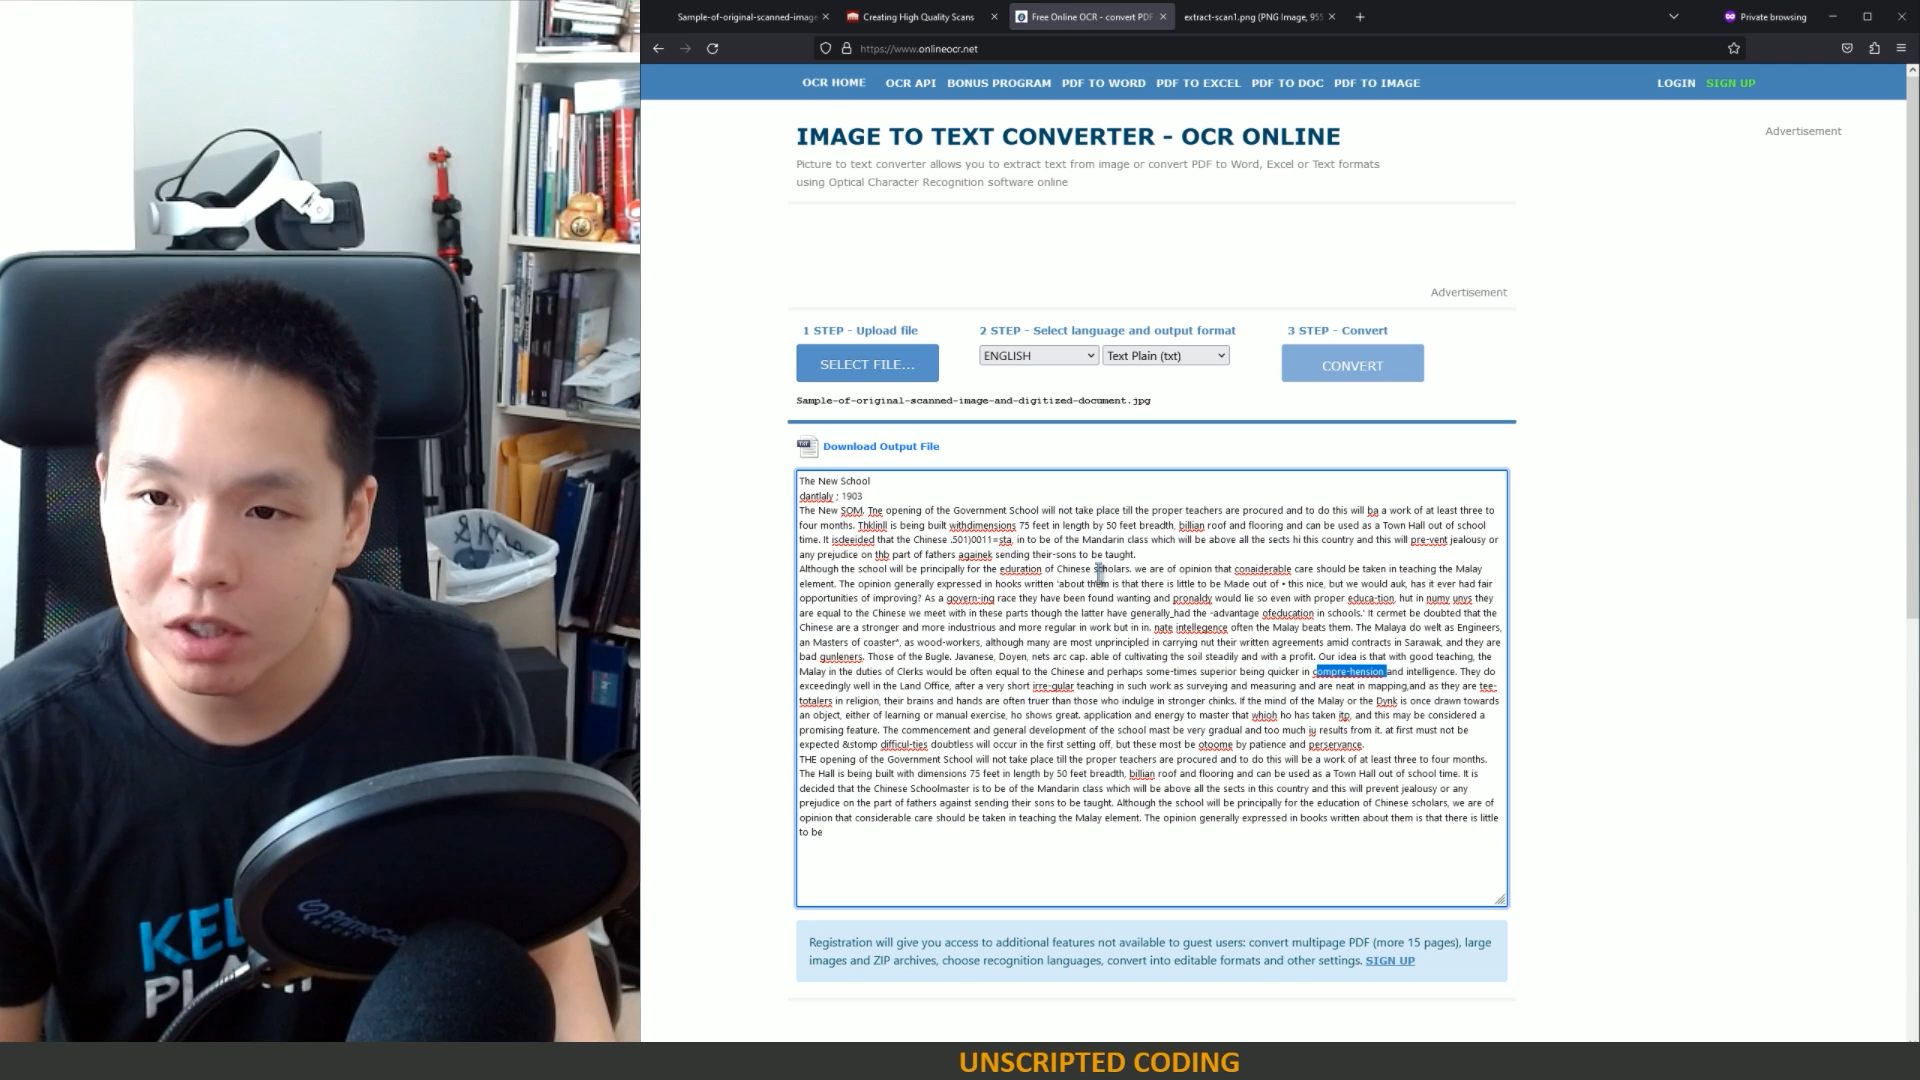 Sample-of-original-scanned-image
Creating High Quality Scans
Free Online OCR - convert PDF
extract-scan1.png (PNG Image, 955
Private browsing
https://www.onlineocr.net
OCR HOME OCR API BONUS PROGRAM PDF TO WORD PDF TO EXCEL PDF TO DOC PDF TO IMAGE LOGIN SIGN UP
IMAGE TO TEXT CONVERTER - OCR ONLINE
Advertisement
Picture to text converter allows you to extract text from image or convert PDF to Word, Excel or Text formats
using Optical Character Recognition software online
Advertisement
1 STEP - Upload file 2 STEP - Select language and output format 3 STEP - Convert
SELECT FILE... ENGLISH Text Plain (txt) CONVERT
Sample-of-original-scanned-image-and-digitized-document.jpg
Download Output File
The New School
dantlaly ; 1903
The New SOM. Tne opening of the Government School will not take place till the proper teachers are procured and to do this will ba a work of at least three to
four months. Thklinll is being built withdimensions 75 feet in length by 50 feet breadth, billian roof and flooring and can be used as a Town Hall out of school
time. It isdeeided that the Chinese .501)0011=sta, in to be of the Mandarin class which will be above all the sects hi this country and this will pre-vent jealousy or
any prejudice on thb part of fathers againek sending their-sons to be taught.
Although the school will be principally for the eduration of Chinese scholars. we are of opinion that conaiderable care should be taken in teaching the Malay
element. The opinion generally expressed in hooks written 'about them is that there is little to be Made out of • this nice, but we would auk, has it ever had fair
opportunities of improving? As a govern-ing race they have been found wanting and pronaldy would lie so even with proper educa-tion, hut in numy unys they
are equal to the Chinese we meet with in these parts though the latter have generally_had the -advantage ofeducation in schools.' It cermet be doubted that the
Chinese are a stronger and more industrious and more regular in work but in in. nate intellegence often the Malay beats them. The Malaya do welt as Engineers,
an Masters of coaster", as wood-workers, although many are most unprincipled in carrying nut their written agreements amid contracts in Sarawak, and they are
bad gunleners. Those of the Bugle. Javanese, Doyen, nets arc cap. able of cultivating the soil steadily and with a profit. Our idea is that with good teaching, the
Malay in the duties of Clerks would be often equal to the Chinese and perhaps some-times superior being quicker in compre-hension and intelligence. They do
exceedingly well in the Land Office, after a very short irre-gular teaching in such work as surveying and measuring and are neat in mapping,and as they are tee-
totalers in religion, their brains and hands are often truer than those who indulge in stronger chinks. If the mind of the Malay or the Dynk is once drawn towards
an object, either of learning or manual exercise, ho shows great. application and energy to master that whioh ho has taken itp, and this may be considered a
promising feature. The commencement and general development of the school mast be very gradual and too much iu results from it. at first must not be
expected &stomp difficul-ties doubtless will occur in the first setting off, but these most be otoome by patience and perservance.
THE opening of the Government School will not take place till the proper teachers are procured and to do this will be a work of at least three to four months.
The Hall is being built with dimensions 75 feet in length by 50 feet breadth, billian roof and flooring and can be used as a Town Hall out of school time. It is
decided that the Chinese Schoolmaster is to be of the Mandarin class which will be above all the sects in this country and this will prevent jealousy or any
prejudice on the part of fathers against sending their sons to be taught. Although the school will be principally for the education of Chinese scholars, we are of
opinion that considerable care should be taken in teaching the Malay element. The opinion generally expressed in books written about them is that there is little
to be
Registration will give you access to additional features not available to guest users: convert multipage PDF (more 15 pages), large
images and ZIP archives, choose recognition languages, convert into editable formats and other settings. SIGN UP
UNSCRIPTED CODING